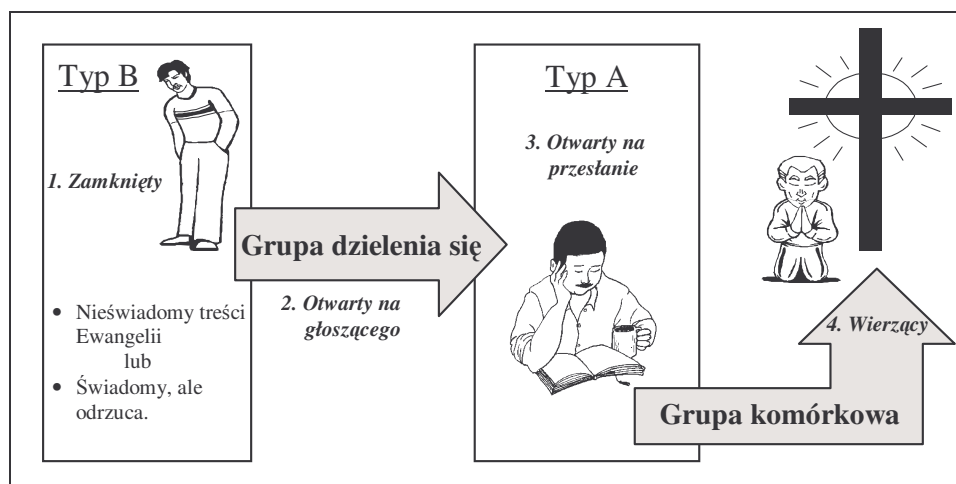 Typ B
1. Zamknięty
• Nieświadomy treści
Ewangelii
lub
• Świadomy, ale
odrzuca.
Grupa dzielenia się
2. Otwarty na
głoszącego
Typ A
3. Otwarty na
przesłanie
Grupa komórkowa
4. Wierzący